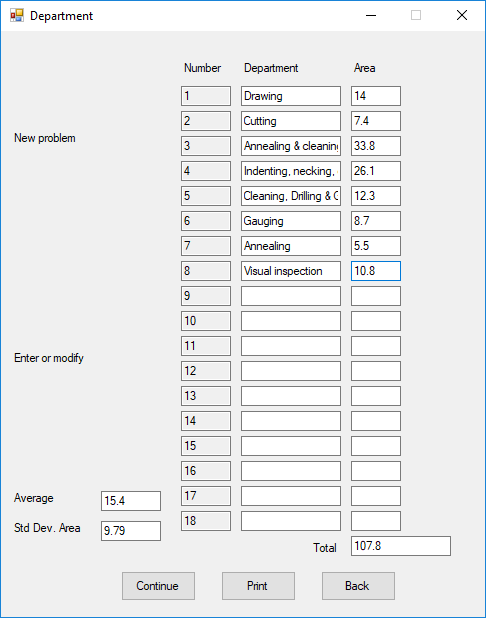 Department
Number Department Area
1 Drawing 14
2 Cutting 7.4
New problem
3 Annealing & cleaning 33.8
4 Indenting, necking, 26.1
5 Cleaning, Drilling & 12.3
6 Gauging 8.7
7 Annealing 5.5
8 Visual inspection 10.8
9
10
11
Enter or modify
12
13
14
15
16
Average 15.4
17
18
Std Dev. Area 9.79
Total 107.8
Continue Print Back